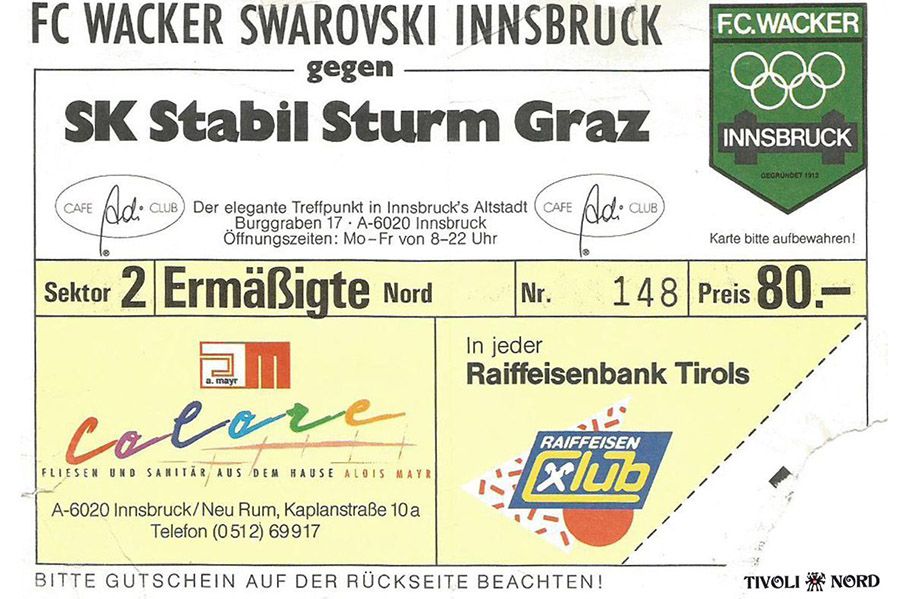 FC WACKER SWAROVSKI INNSBRUCK
gegen
SK Stabil Sturm Graz
F.C. WACKER
INNSBRUCK
GEGRÜNDET 1913
CAFE Adi CLUB
®
Der elegante Treffpunkt in Innsbruck's Altstadt
Burggraben 17 · A-6020 Innsbruck
Öffnungszeiten: Mo–Fr von 8–22 Uhr
CAFE Adi CLUB
®
Karte bitte aufbewahren!
Sektor 2 Ermäßigte Nord Nr. 148 Preis 80.–
a. mayr
colore
FLIESEN UND SANITÄR AUS DEM HAUSE ALOIS MAYR
A-6020 Innsbruck/Neu Rum, Kaplanstraße 10a
Telefon (0512) 69917
In jeder
Raiffeisenbank Tirols
RAIFFEISEN
Club
BITTE GUTSCHEIN AUF DER RÜCKSEITE BEACHTEN!
TIVOLI NORD